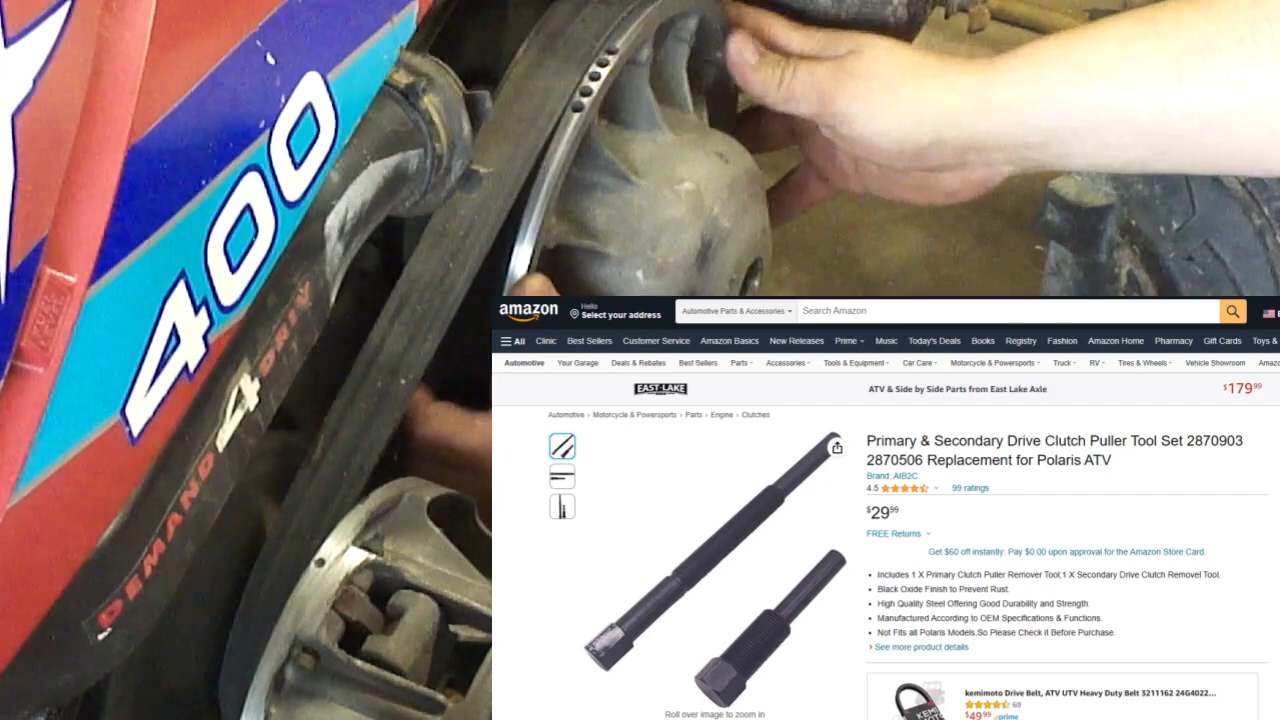 400
DEMAND 4 DRIV
amazon
Hello
Select your address
Automotive Parts & Accessories
Search Amazon
All Clinic Best Sellers Customer Service Amazon Basics New Releases Prime Music Today's Deals Books Registry Fashion Amazon Home Pharmacy Gift Cards Toys &
Automotive Your Garage Deals & Rebates Best Sellers Parts Accessories Tools & Equipment Car Care Motorcycle & Powersports Truck RV Tires & Wheels Vehicle Showroom Amaz
EAST-LAKE
ATV & Side by Side Parts from East Lake Axle
$179.99
Automotive › Motorcycle & Powersports › Parts › Engine › Clutches
Primary & Secondary Drive Clutch Puller Tool Set 2870903
2870506 Replacement for Polaris ATV
Brand: AIB2C
4.5 99 ratings
$29.99
FREE Returns
Get $60 off instantly: Pay $0.00 upon approval for the Amazon Store Card.
• Includes 1 X Primary Clutch Puller Remover Tool;1 X Secondary Drive Clutch Removel Tool.
• Black Oxide Finish to Prevent Rust.
• High Quality Steel Offering Good Durability and Strength.
• Manufactured According to OEM Specifications & Functions.
• Not Fits all Polaris Models,So Please Check it Before Purchase.
› See more product details
Roll over image to zoom in
kemimoto Drive Belt, ATV UTV Heavy Duty Belt 3211162 24G4022...
69
$49.99 prime